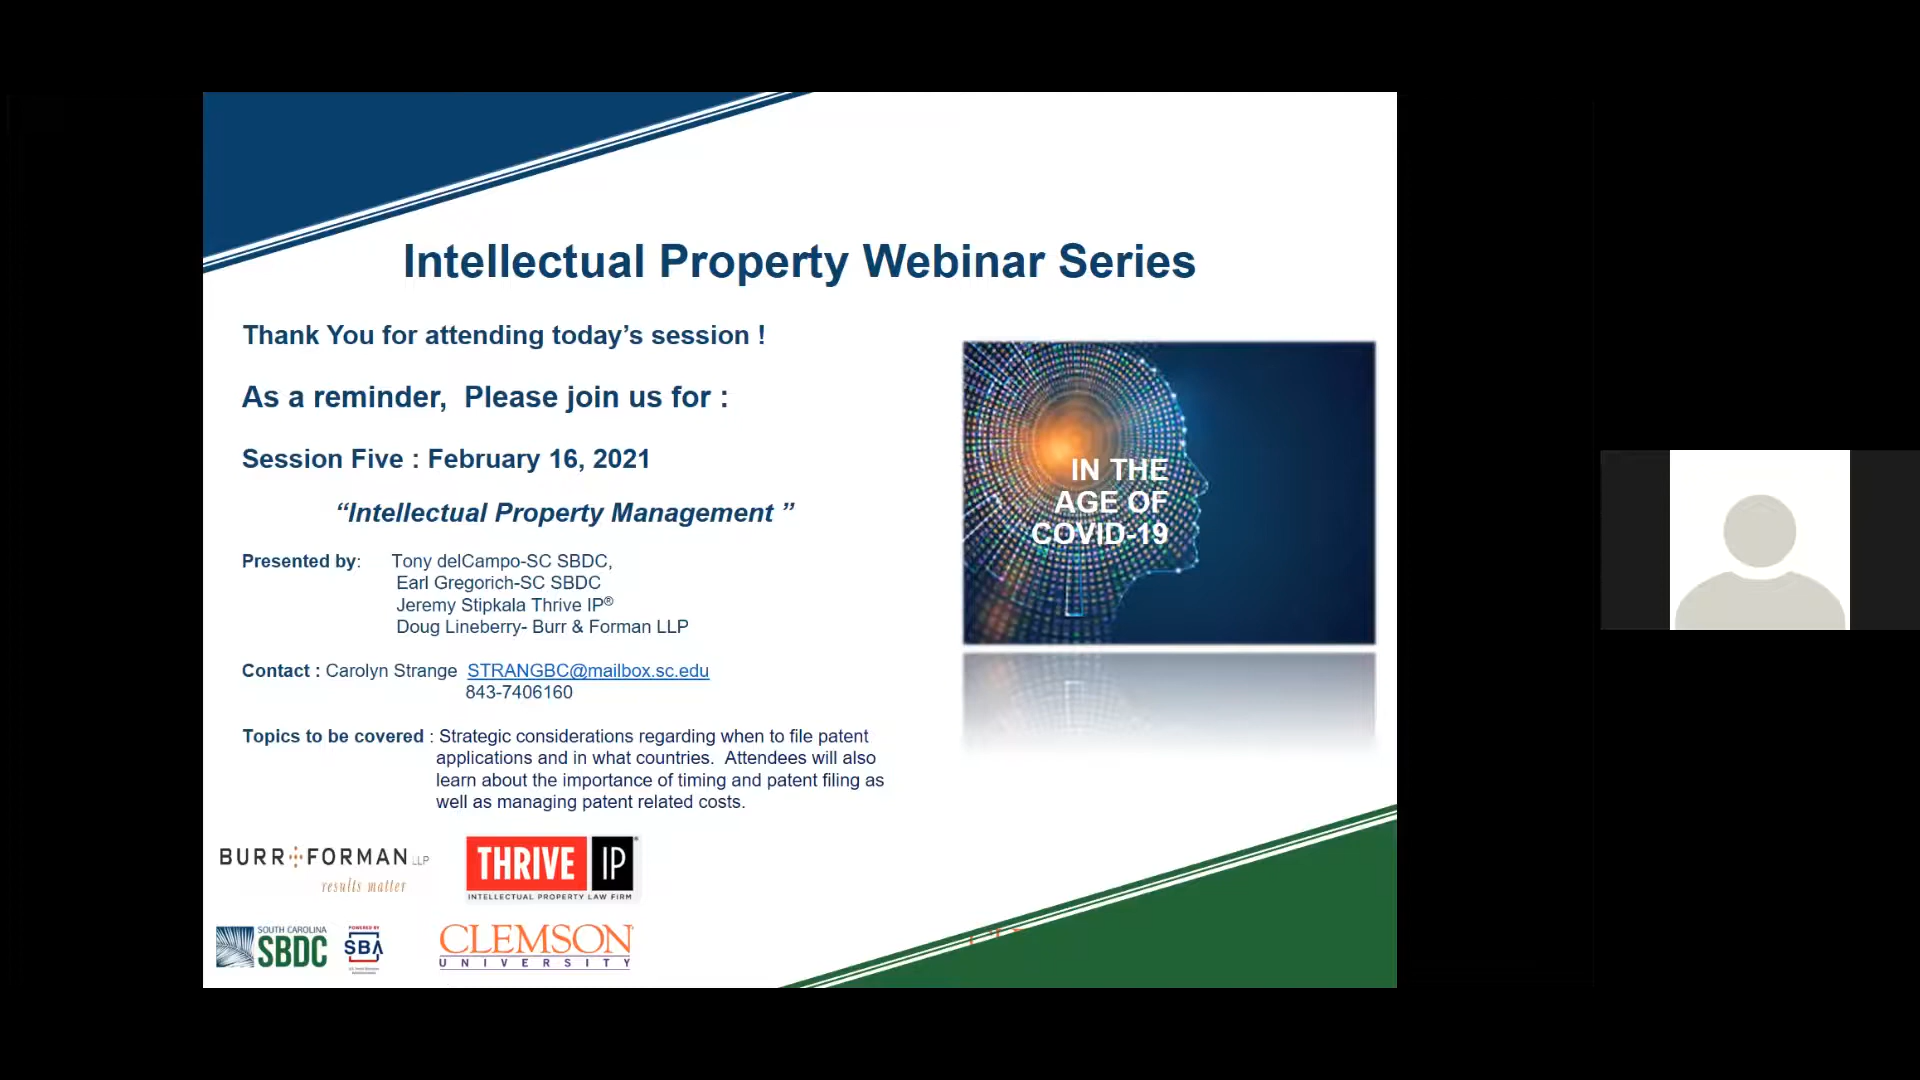 Intellectual Property Webinar Series
Thank You for attending today’s session !
As a reminder, Please join us for :
Session Five : February 16, 2021
“Intellectual Property Management ”
Presented by: Tony delCampo-SC SBDC,
Earl Gregorich-SC SBDC
Jeremy Stipkala Thrive IP®
Doug Lineberry- Burr & Forman LLP
Contact : Carolyn Strange STRANGBC@mailbox.sc.edu
843-7406160
Topics to be covered : Strategic considerations regarding when to file patent
applications and in what countries. Attendees will also
learn about the importance of timing and patent filing as
well as managing patent related costs.
IN THE
AGE OF
COVID-19
BURR FORMAN LLP
results matter
THRIVE IP
INTELLECTUAL PROPERTY LAW FIRM
SOUTH CAROLINA
SBDC
POWERED BY
SBA
CLEMSON
UNIVERSITY